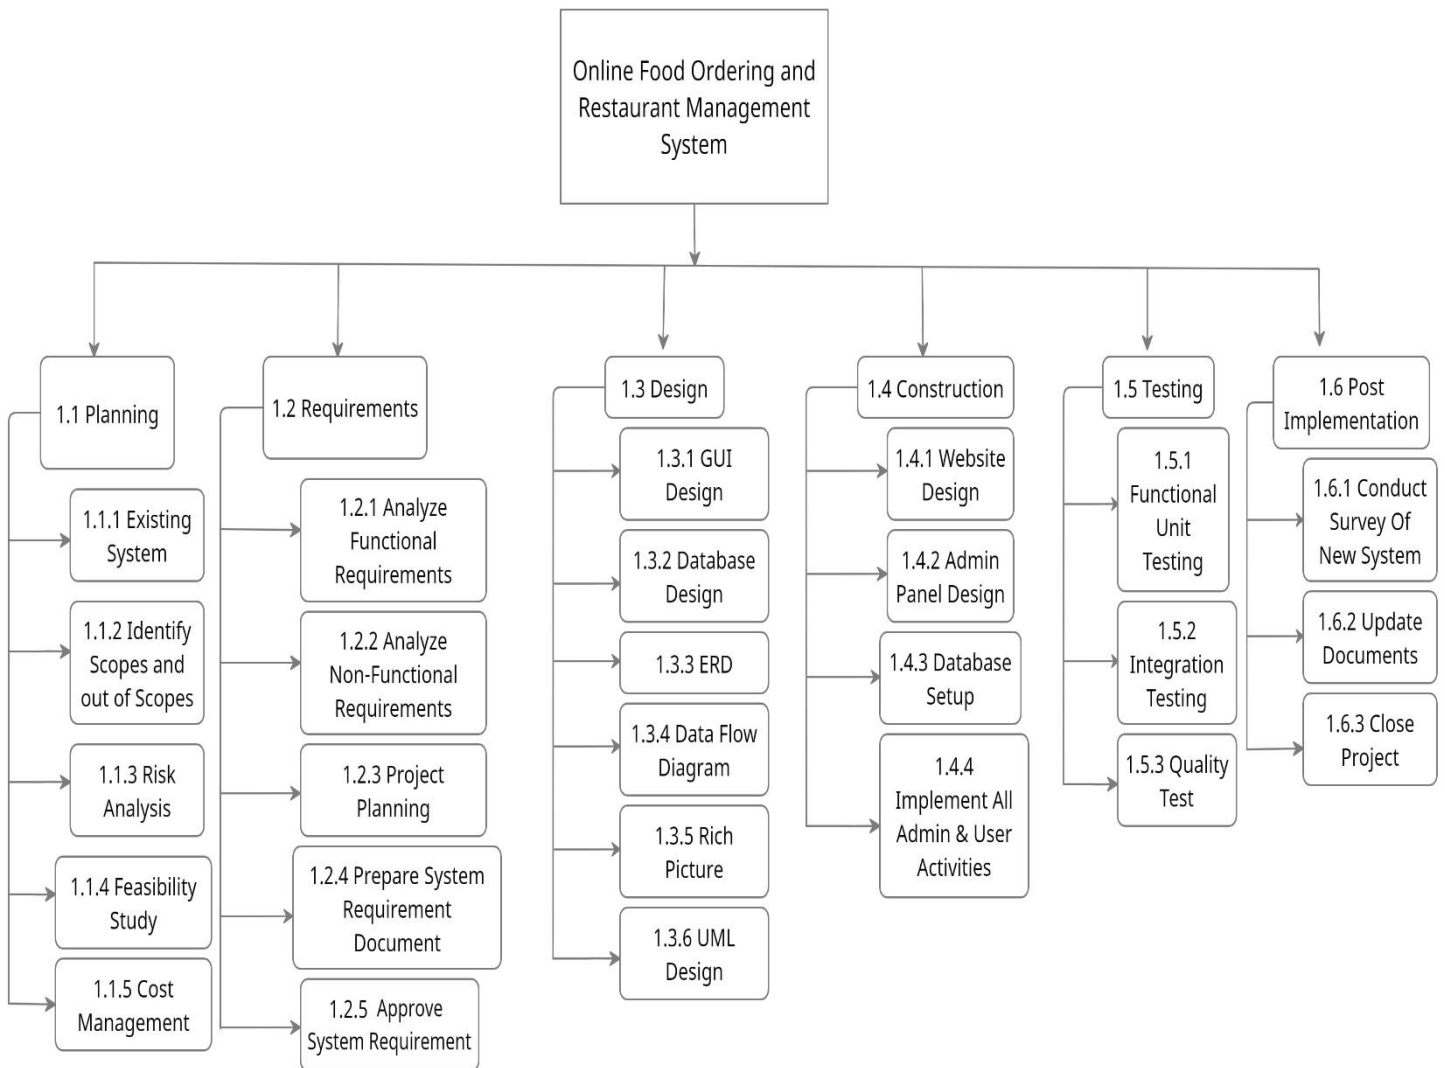 Online Food Ordering and
Restaurant Management
System
1.1 Planning
1.1.1 Existing
System
1.1.2 Identify
Scopes and
out of Scopes
1.1.3 Risk
Analysis
1.1.4 Feasibility
Study
1.1.5 Cost
Management
1.2 Requirements
1.2.1 Analyze
Functional
Requirements
1.2.2 Analyze
Non-Functional
Requirements
1.2.3 Project
Planning
1.2.4 Prepare System
Requirement
Document
1.2.5 Approve
System Requirement
1.3 Design
1.3.1 GUI
Design
1.3.2 Database
Design
1.3.3 ERD
1.3.4 Data Flow
Diagram
1.3.5 Rich
Picture
1.3.6 UML
Design
1.4 Construction
1.4.1 Website
Design
1.4.2 Admin
Panel Design
1.4.3 Database
Setup
1.4.4
Implement All
Admin & User
Activities
1.5 Testing
1.5.1
Functional
Unit
Testing
1.5.2
Integration
Testing
1.5.3 Quality
Test
1.6 Post
Implementation
1.6.1 Conduct
Survey Of
New System
1.6.2 Update
Documents
1.6.3 Close
Project